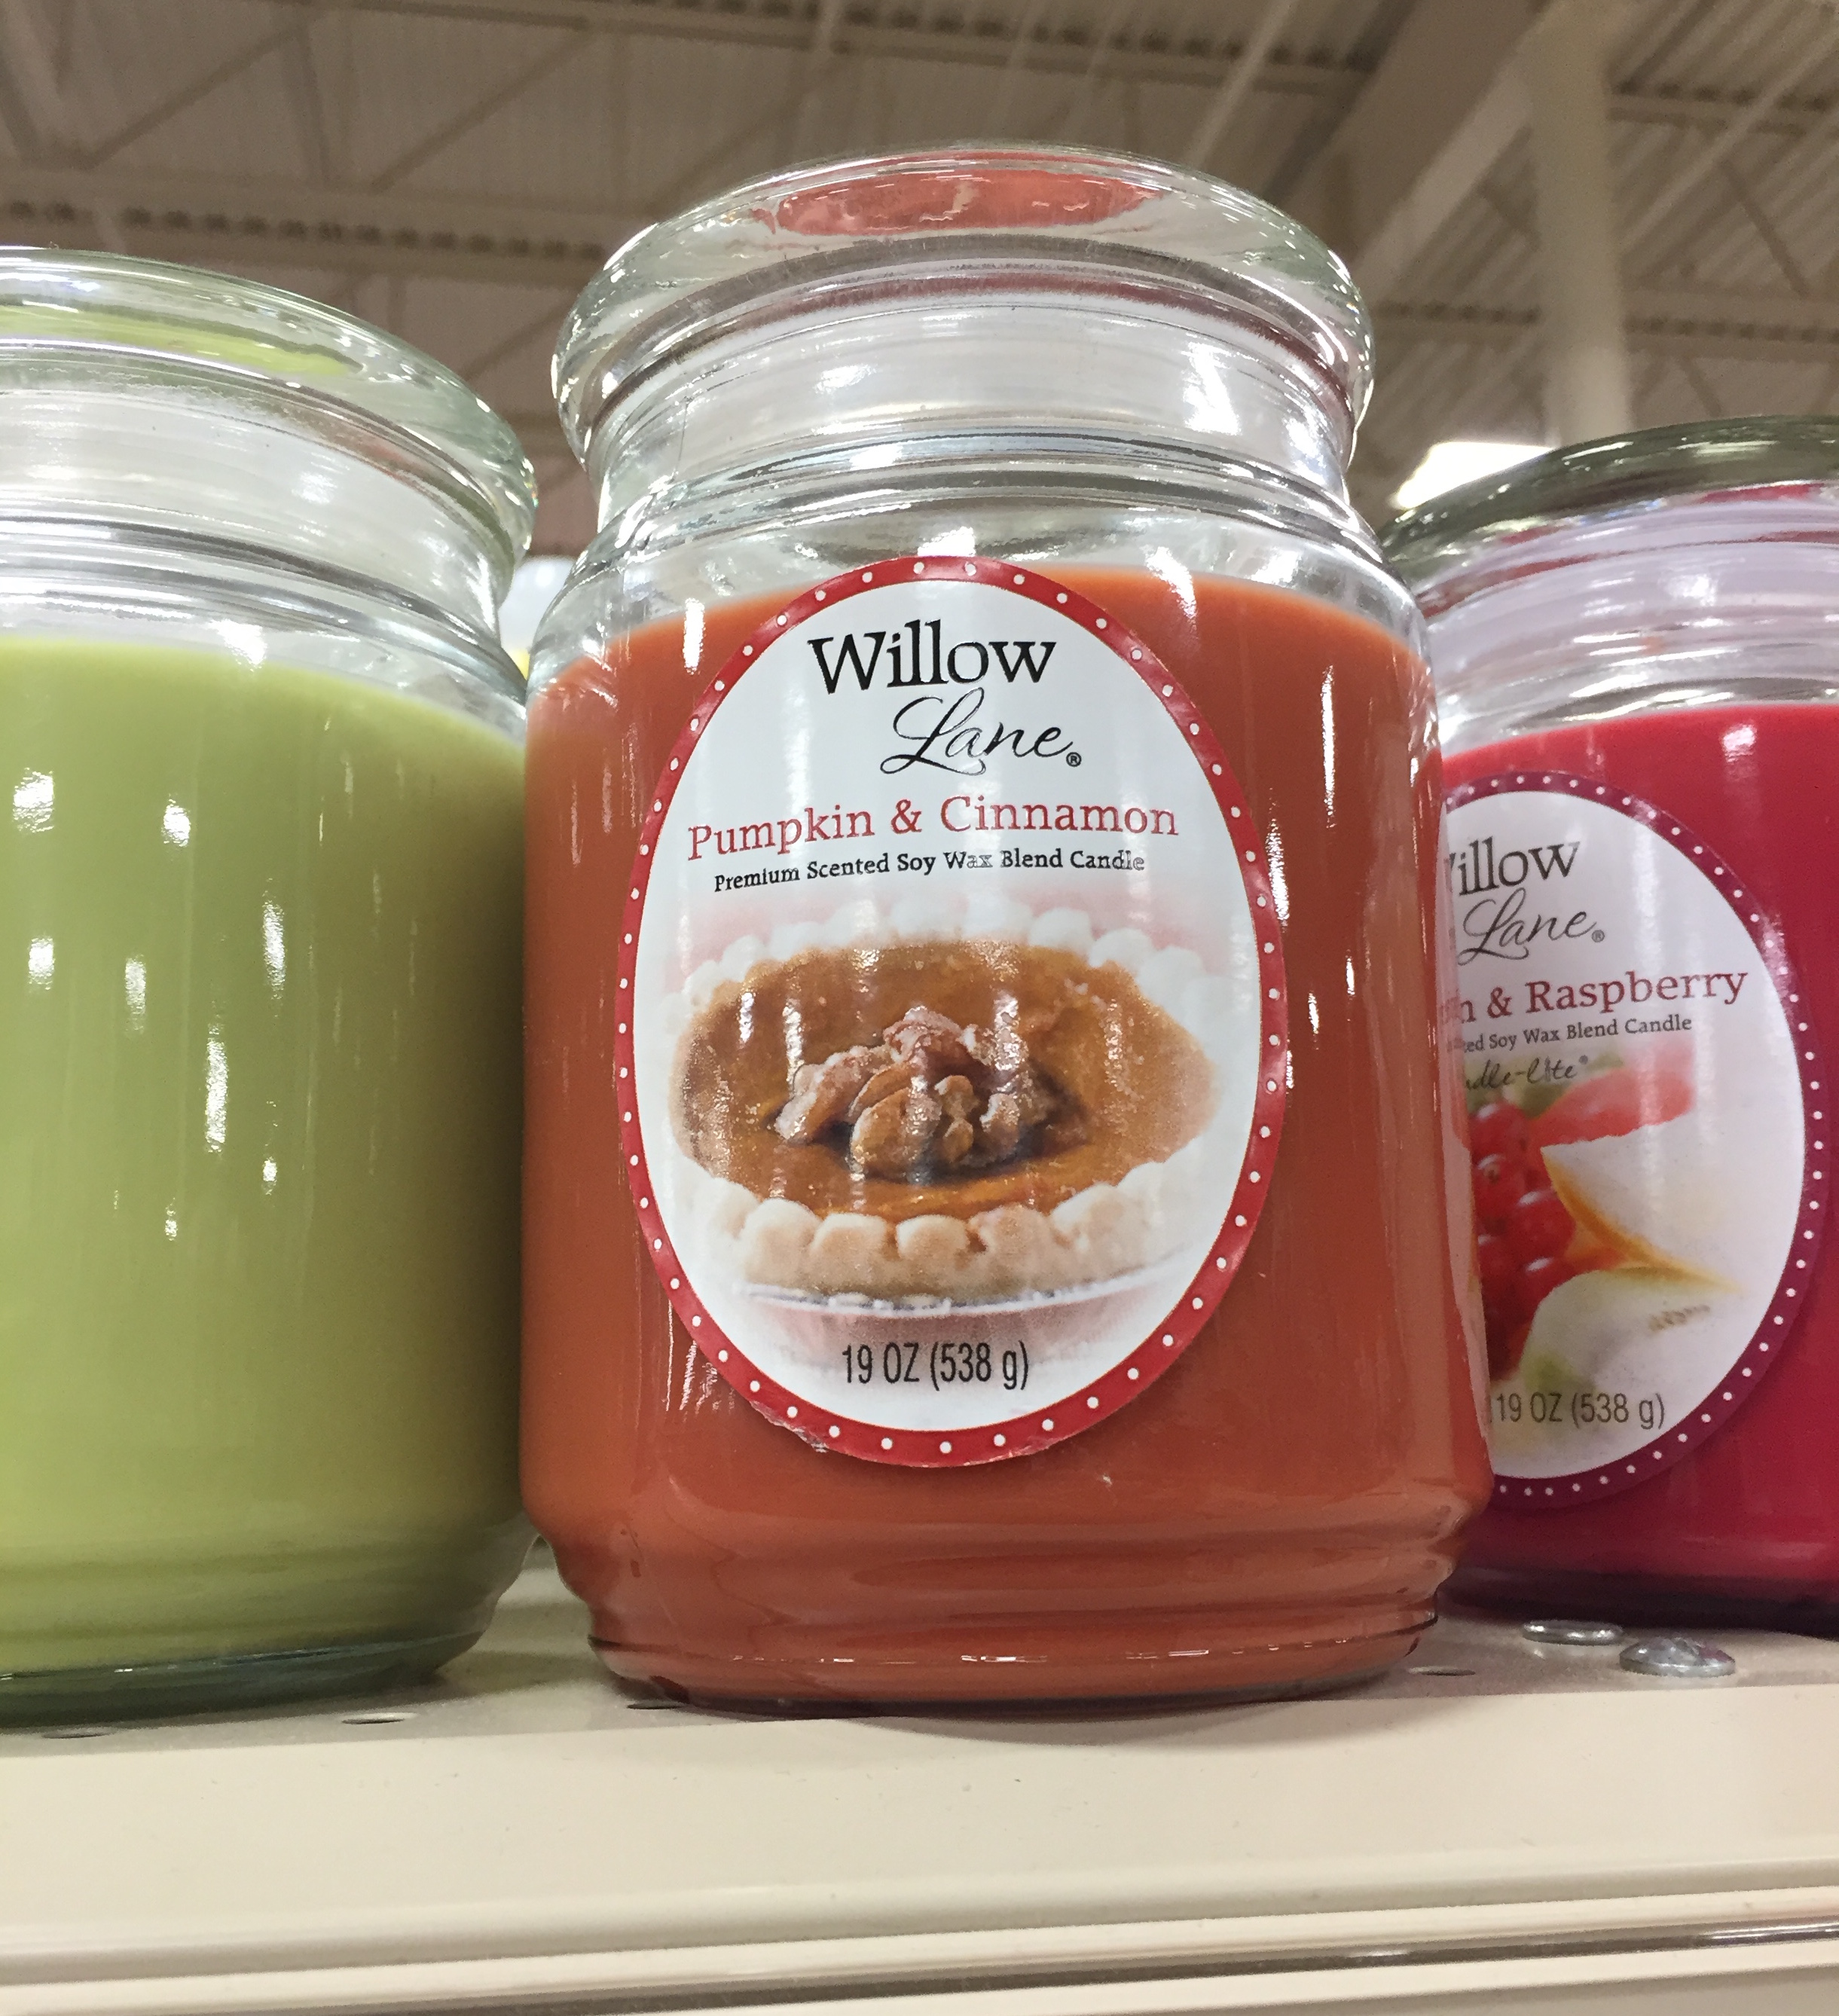 Willow
Lane®
Pumpkin & Cinnamon
Premium Scented Soy Wax Blend Candle
19 OZ (538 g)
illow
Lane®
& Raspberry
Soy Wax Blend Candle
19 OZ (538 g)